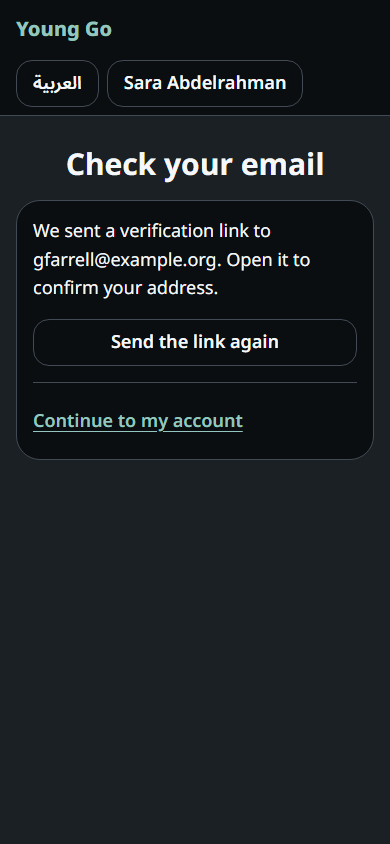 Young Go
العربية
Sara Abdelrahman
Check your email
We sent a verification link to
gfarrell@example.org. Open it to
confirm your address.
Send the link again
Continue to my account